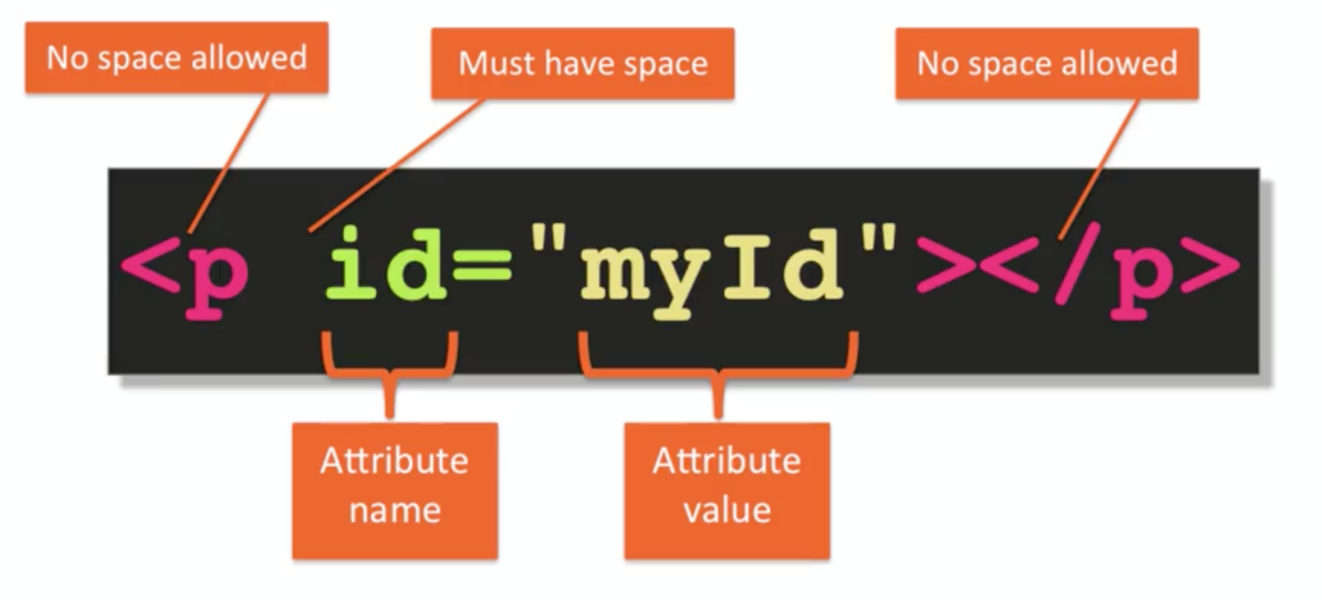 No space allowed
Must have space
No space allowed
<p id="myId"></p>
Attribute
name
Attribute
value